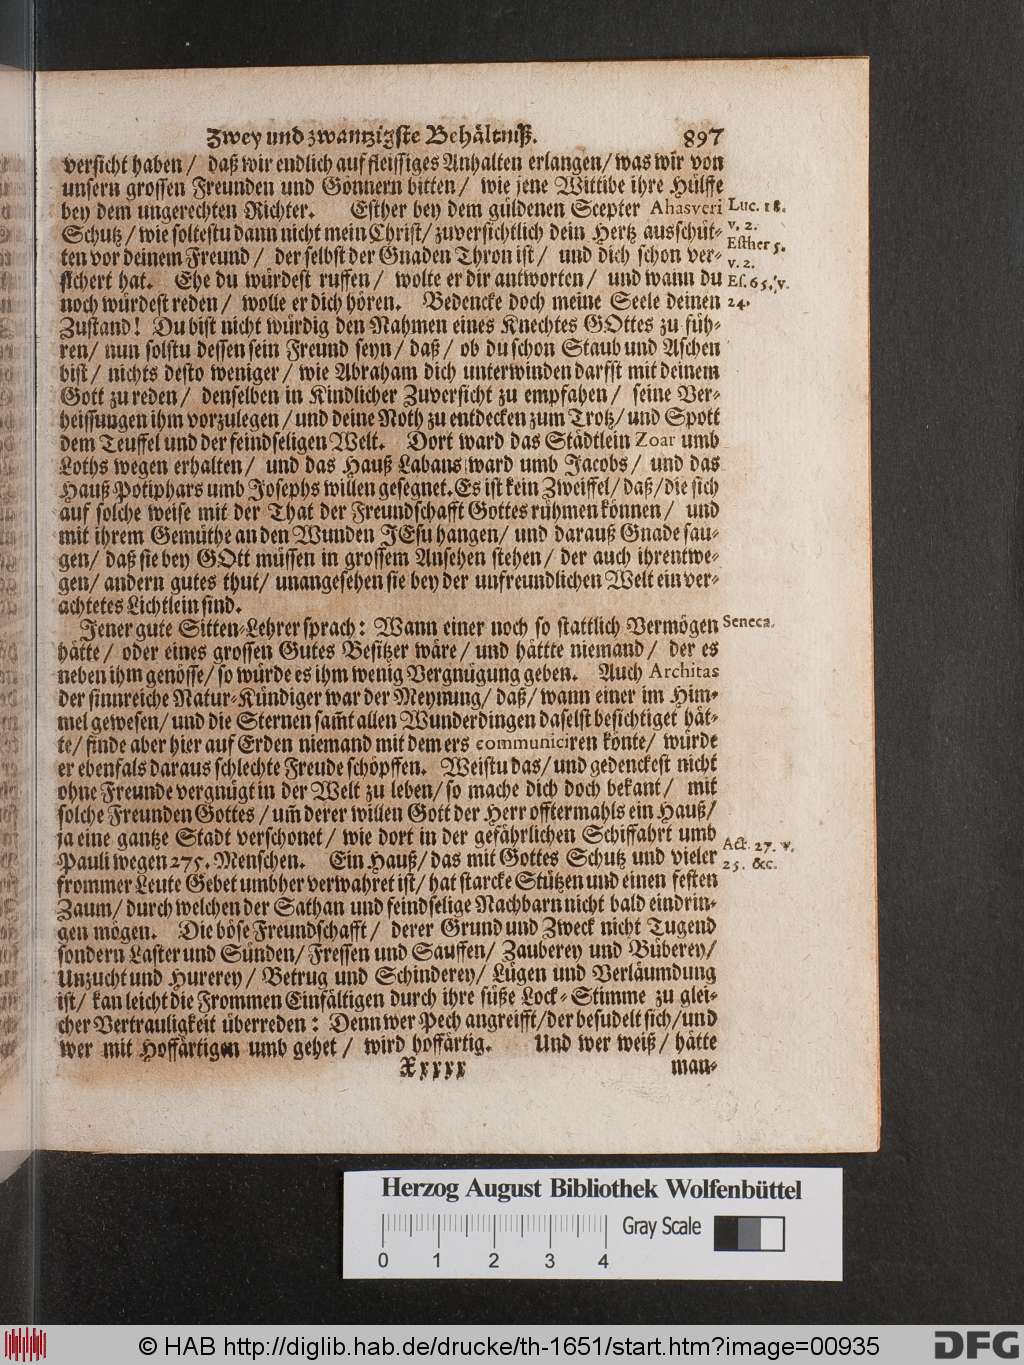 Zwey und zwantzigste Behältniß. 897
versicht haben / daß wir endlich auf fleissiges Anhalten erlangen / was wir von
unsern grossen Freunden und Gönnern bitten / wie jene Wittibe ihre Hülffe
bey dem ungerechten Richter. Esther bey dem güldenen Scepter Ahasveri
Luc. 18.
v. 2.
Schutz / wie soltestu dann nicht mein Christ / zuversichtlich dein Hertz ausschüt-
Esther 5.
v. 2.
ten vor deinem Freund / der selbst der Gnaden Thron ist / und dich schon ver-
sichert hat. Ehe du würdest ruffen / wolte er dir antworten / und wann du
Es. 65. v.
24.
noch würdest reden / wolle er dich hören. Bedencke doch meine Seele deinen
Zustand! Du bist nicht würdig den Nahmen eines Knechtes GOttes zu füh-
ren / nun solstu dessen sein Freund seyn / daß / ob du schon Staub und Aschen
bist / nichts desto weniger / wie Abraham dich unterwinden darfst mit deinem
Gott zu reden / denselben in Kindlicher Zuversicht zu empfahen / seine Ver-
heissungen ihm vorzulegen / und deine Noth zu entdecken zum Trotz / und Spott
dem Teuffel und der feindseligen Welt. Dort ward das Städtlein Zoar umb
Loths wegen erhalten / und das Hauß Labans ward umb Jacobs / und das
Hauß Potiphars umb Josephs willen gesegnet. Es ist kein Zweiffel / daß / die sich
auf solche weise mit der That der Freundschafft Gottes rühmen können / und
mit ihrem Gemüthe an den Wunden JEsu hangen / und darauß Gnade sau-
gen / daß sie bey GOtt müssen in grossem Ansehen stehen / der auch ihrentwe-
gen / andern gutes thut / unangesehen sie bey der unfreundlichen Welt ein ver-
achtetes Lichtlein sind.
Jener gute Sitten-Lehrer sprach: Wann einer noch so stattlich Vermögen
Seneca.
hätte / oder eines grossen Gutes Besitzer wäre / und hättte niemand / der es
neben ihm genösse / so würde es ihm wenig Vergnügung geben. Auch Architas
der sinnreiche Natur-Kündiger war der Meynung / daß / wann einer im Him-
mel gewesen / und die Sternen sam̄t allen Wunderdingen daselst besichtiget hät-
te / finde aber hier auf Erden niemand mit dem ers communiciren könte / würde
er ebenfals daraus schlechte Freude schöpffen. Weistu das / und gedenckest nicht
ohne Freunde vergnügt in der Welt zu leben / so mache dich doch bekant / mit
solche Freunden Gottes / um̄ derer willen Gott der Herr offtermahls ein Hauß /
ja eine gantze Stadt verschonet / wie dort in der gefährlichen Schiffahrt umb
Act. 27. v.
25. &c.
Pauli wegen 275. Menschen. Ein Hauß / das mit Gottes Schutz und vieler
frommer Leute Gebet umbher verwahret ist / hat starcke Stützen und einen festen
Zaum / durch welchen der Sathan und feindselige Nachbarn nicht bald eindrin-
gen mögen. Die böse Freundschafft / derer Grund und Zweck nicht Tugend
sondern Laster und Sünden / Fressen und Sauffen / Zauberey und Büberey /
Unzucht und Hurerey / Betrug und Schinderey / Lügen und Verläumdung
ist / kan leicht die Frommen Einfältigen durch ihre süße Lock-Stimme zu glei-
cher Vertrauligkeit überreden: Denn wer Pech angreifft / der besudelt sich / und
wer mit Hoffärtigen umb gehet / wird hoffärtig. Und wer weiß / hätte
Xxxxx man-
Herzog August Bibliothek Wolfenbüttel
Gray Scale
0 1 2 3 4
© HAB http://diglib.hab.de/drucke/th-1651/start.htm?image=00935
DFG